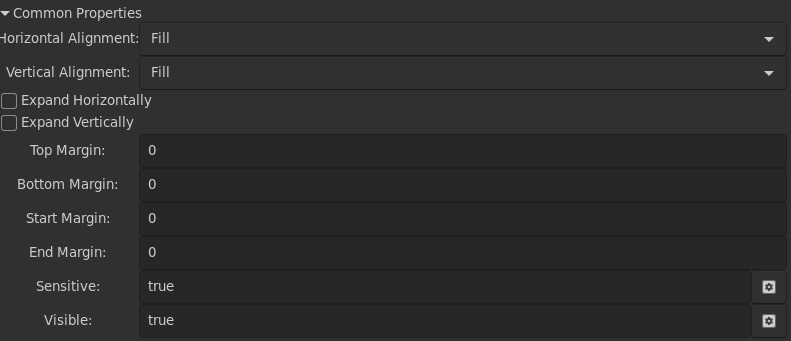 Common Properties
Horizontal Alignment: Fill
Vertical Alignment: Fill
Expand Horizontally
Expand Vertically
Top Margin: 0
Bottom Margin: 0
Start Margin: 0
End Margin: 0
Sensitive: true
Visible: true